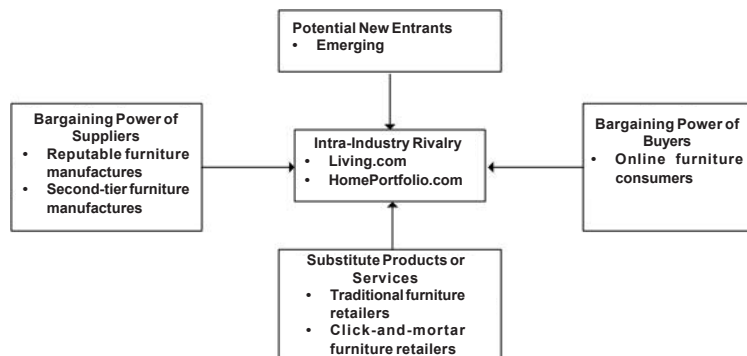 Potential New Entrants
• Emerging
Bargaining Power of
Suppliers
• Reputable furniture
manufactures
• Second-tier furniture
manufactures
Intra-Industry Rivalry
• Living.com
• HomePortfolio.com
Bargaining Power of
Buyers
• Online furniture
consumers
Substitute Products or
Services
• Traditional furniture
retailers
• Click-and-mortar
furniture retailers